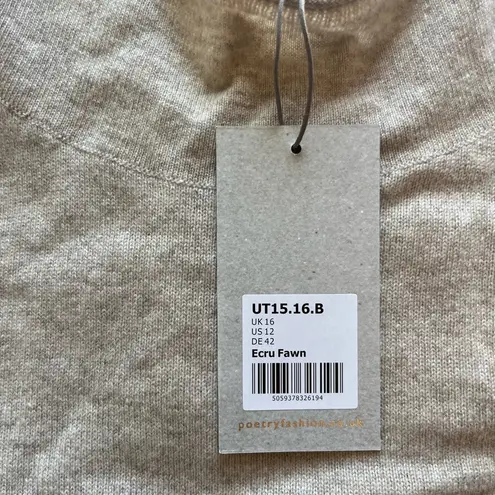 UT15.16.B
UK 16
US 12
DE 42
Ecru Fawn
5059378326194
poetryfashion.co.uk